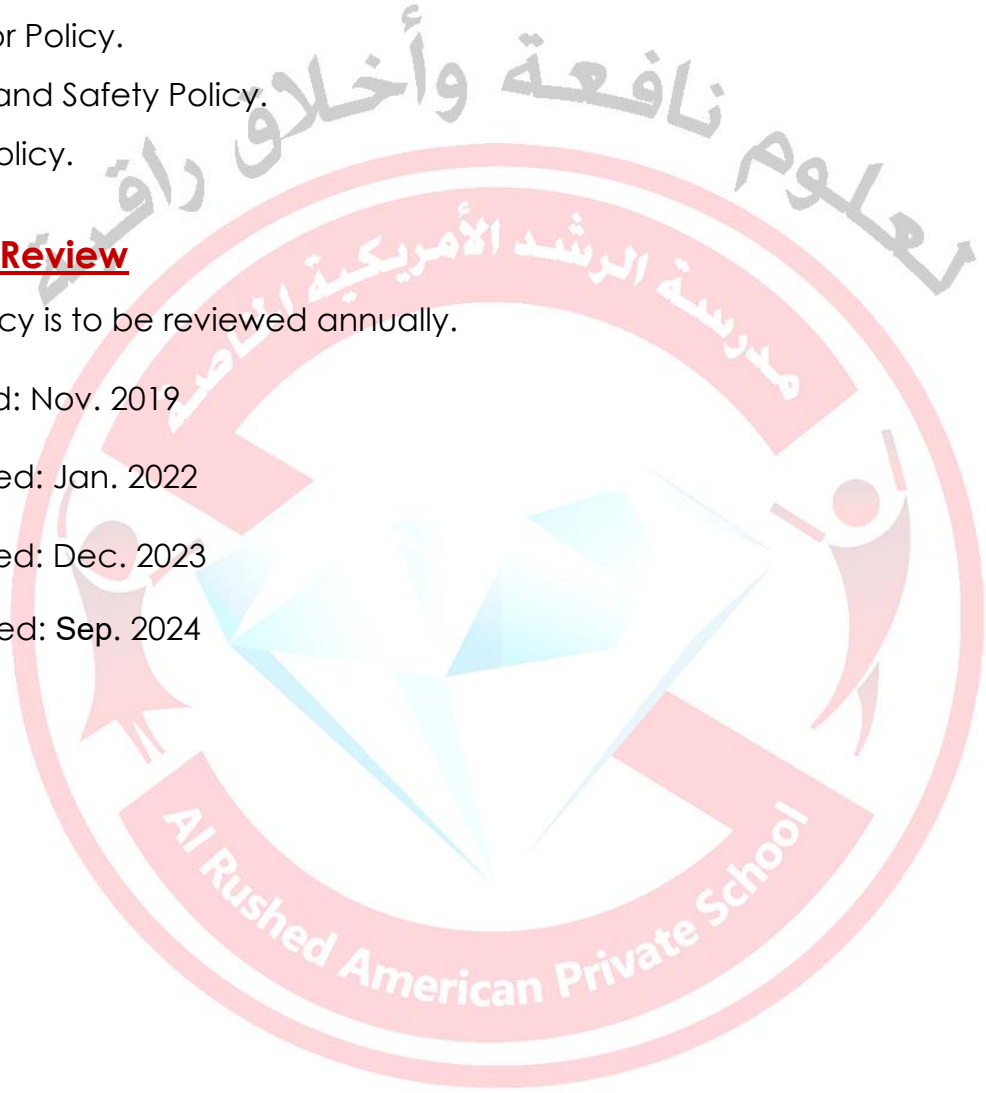 or Policy.
and Safety Policy.
olicy.
لعلوم نافعة وأخلاق راقية
مدرسة الرشد الأمريكية الخاصة
Review
cy is to be reviewed annually.
d: Nov. 2019
ed: Jan. 2022
ed: Dec. 2023
ed: Sep. 2024
Al Rushed American Private School